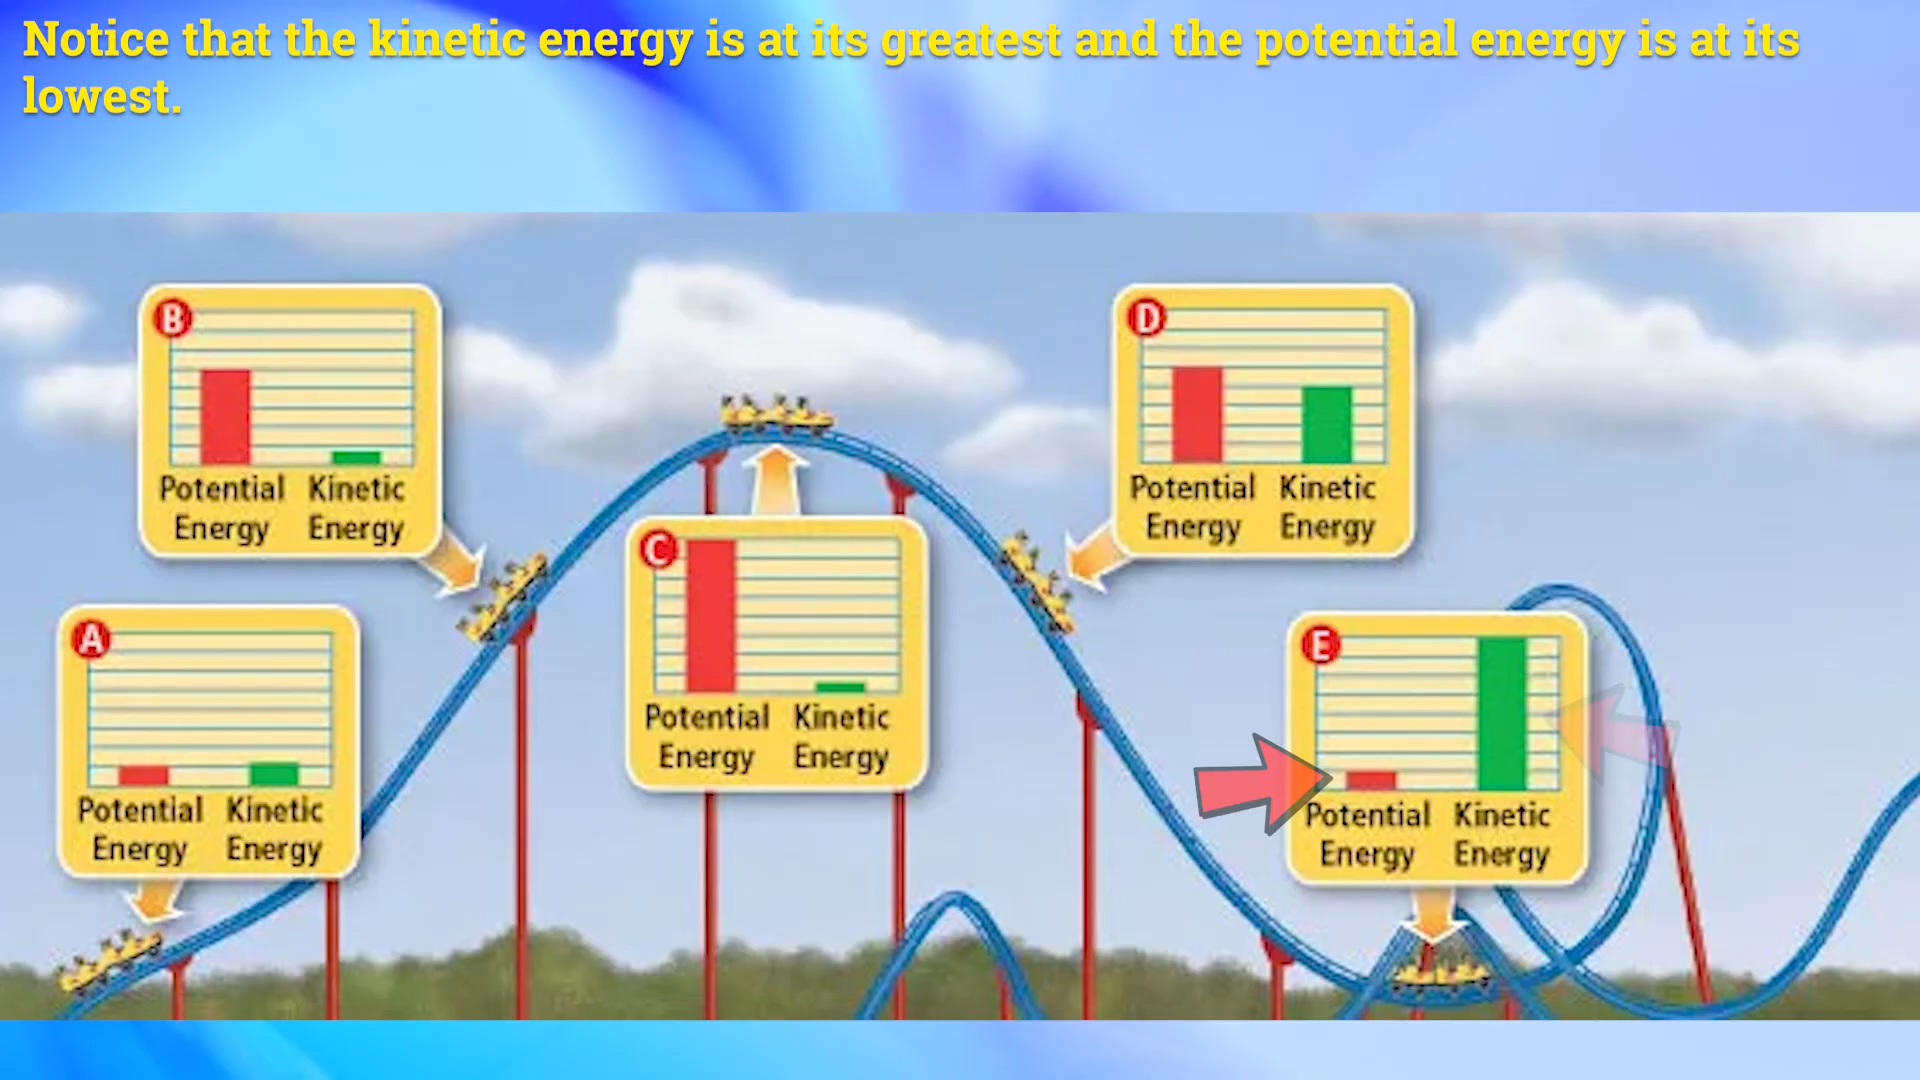 Notice that the kinetic energy is at its greatest and the potential energy is at its
lowest.
B
Potential Kinetic
Energy Energy
D
Potential Kinetic
Energy Energy
C
Potential Kinetic
Energy Energy
A
Potential Kinetic
Energy Energy
E
Potential Kinetic
Energy Energy